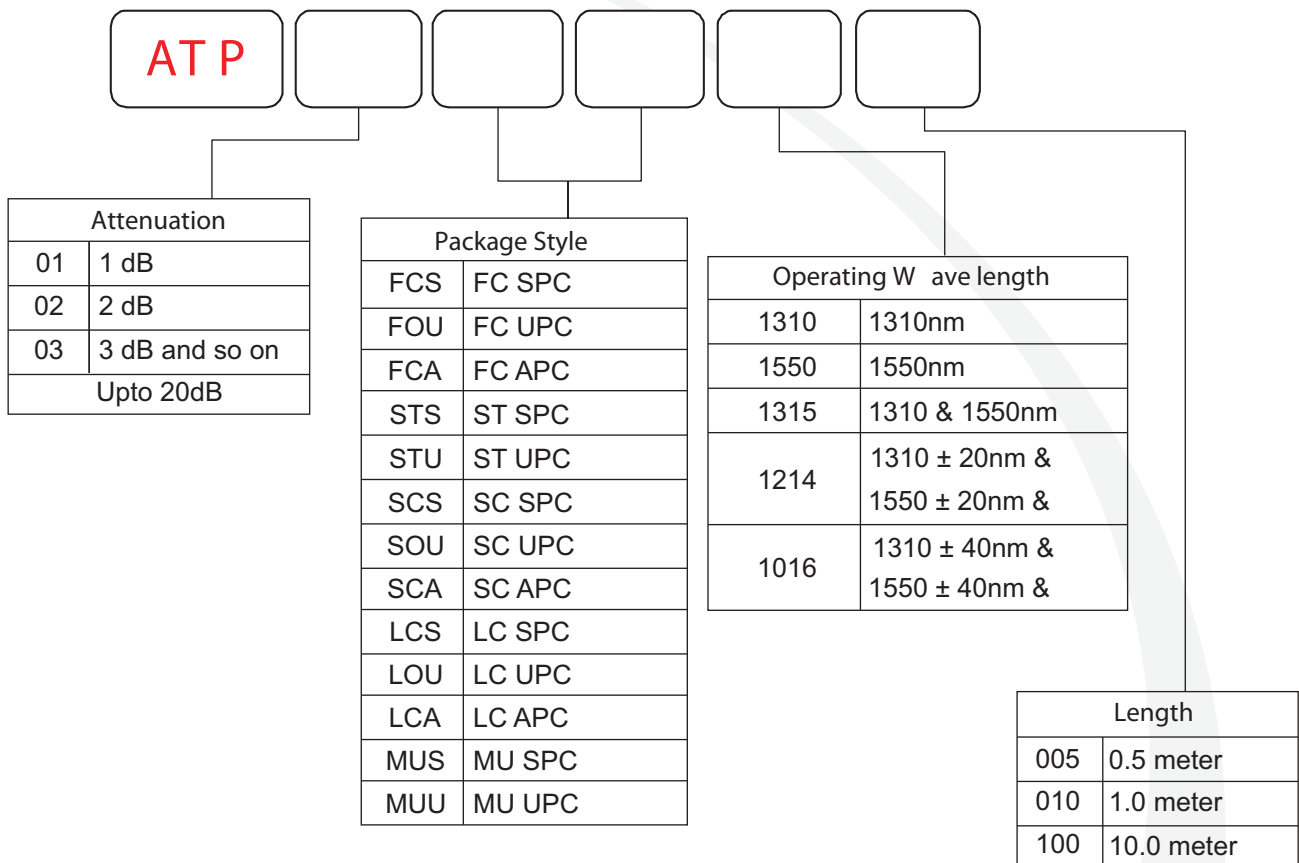 AT P
Attenuation
01 1 dB
02 2 dB
03 3 dB and so on
Upto 20dB
Package Style
FCS FC SPC
FOU FC UPC
FCA FC APC
STS ST SPC
STU ST UPC
SCS SC SPC
SOU SC UPC
SCA SC APC
LCS LC SPC
LOU LC UPC
LCA LC APC
MUS MU SPC
MUU MU UPC
Operating W ave length
1310 1310nm
1550 1550nm
1315 1310 & 1550nm
1214 1310 ± 20nm &
1550 ± 20nm &
1016 1310 ± 40nm &
1550 ± 40nm &
Length
005 0.5 meter
010 1.0 meter
100 10.0 meter